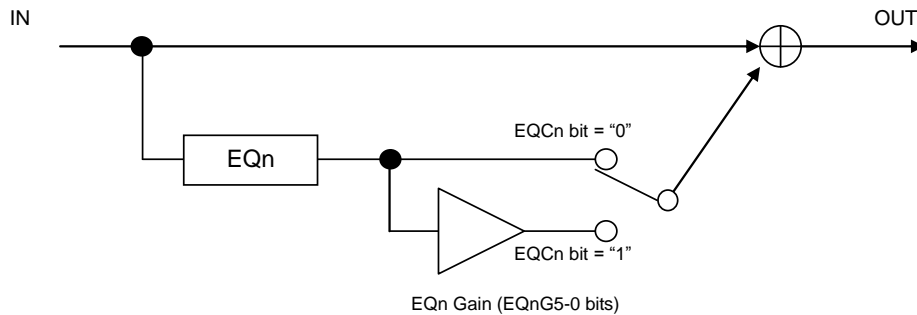 IN
OUT
EQCn bit = “0”
EQn
EQCn bit = “1”
EQn Gain (EQnG5-0 bits)